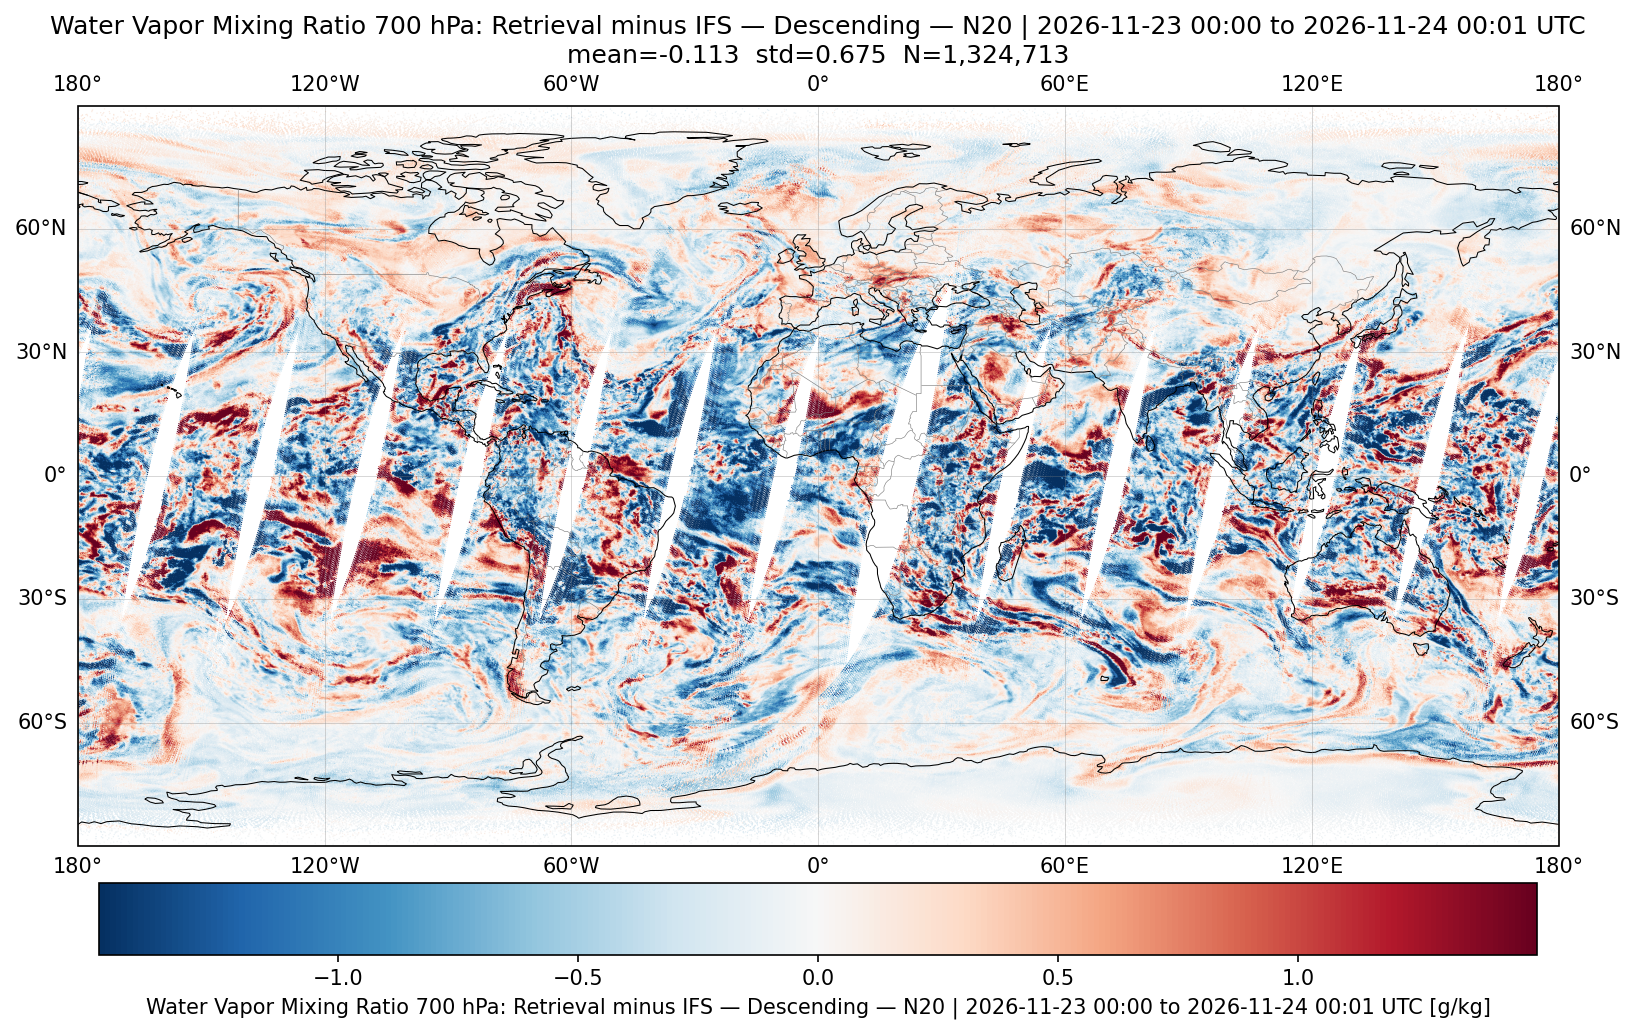 Water Vapor Mixing Ratio 700 hPa: Retrieval minus IFS — Descending — N20 | 2026-11-23 00:00 to 2026-11-24 00:01 UTC
mean=-0.113 std=0.675 N=1,324,713
180° 120°W 60°W 0° 60°E 120°E 180°
60°N 60°N
30°N 30°N
0° 0°
30°S 30°S
60°S 60°S
180° 120°W 60°W 0° 60°E 120°E 180°
−1.0 −0.5 0.0 0.5 1.0
Water Vapor Mixing Ratio 700 hPa: Retrieval minus IFS — Descending — N20 | 2026-11-23 00:00 to 2026-11-24 00:01 UTC [g/kg]